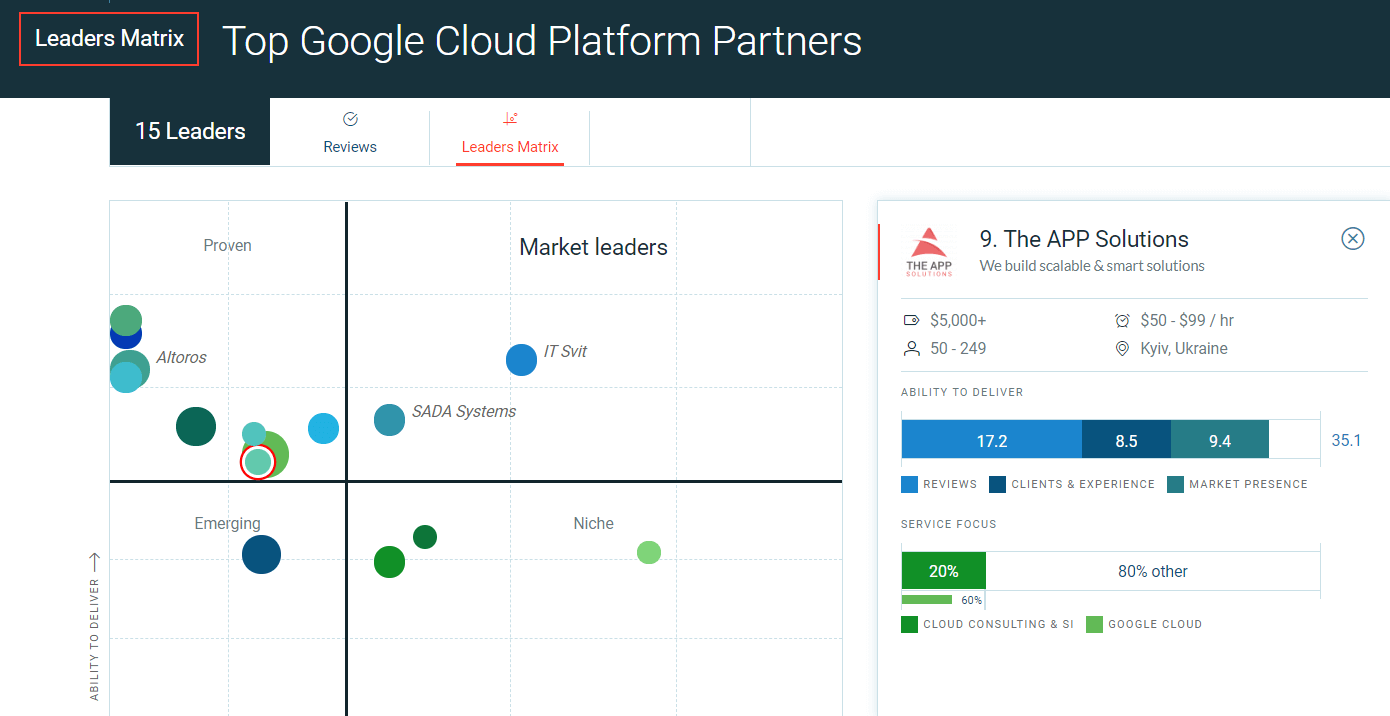 Leaders Matrix
Top Google Cloud Platform Partners
15 Leaders
Reviews
Leaders Matrix
Proven
Market leaders
Altoros
IT Svit
SADA Systems
Emerging
Niche
ABILITY TO DELIVER
THE APP
SOLUTIONS
9. The APP Solutions
We build scalable & smart solutions
$5,000+
$50 - $99 / hr
50 - 249
Kyiv, Ukraine
ABILITY TO DELIVER
17.2 8.5 9.4 35.1
REVIEWS CLIENTS & EXPERIENCE MARKET PRESENCE
SERVICE FOCUS
20% 80% other
60%
CLOUD CONSULTING & SI GOOGLE CLOUD